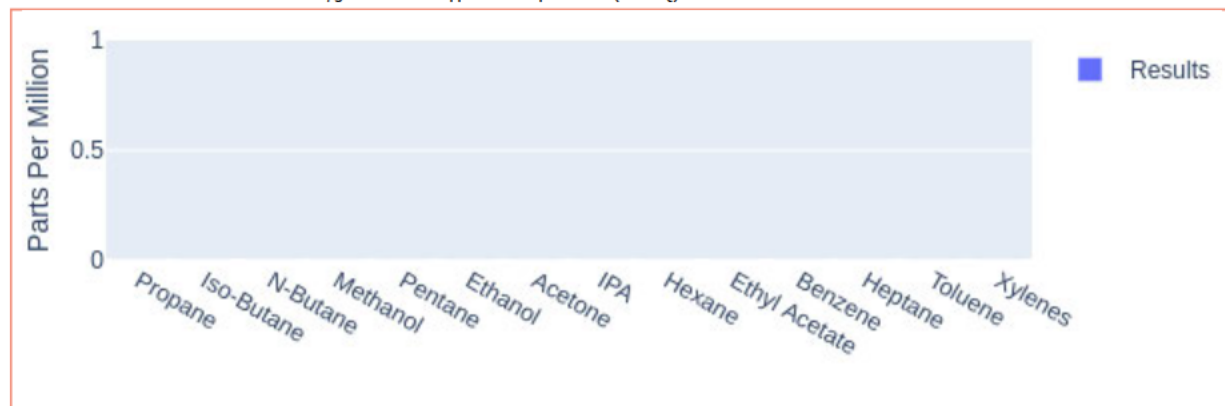 1
Results
Parts Per Million
0.5
0
Propane
Iso-Butane
N-Butane
Methanol
Pentane
Ethanol
Acetone
IPA
Hexane
Ethyl Acetate
Benzene
Heptane
Toluene
Xylenes